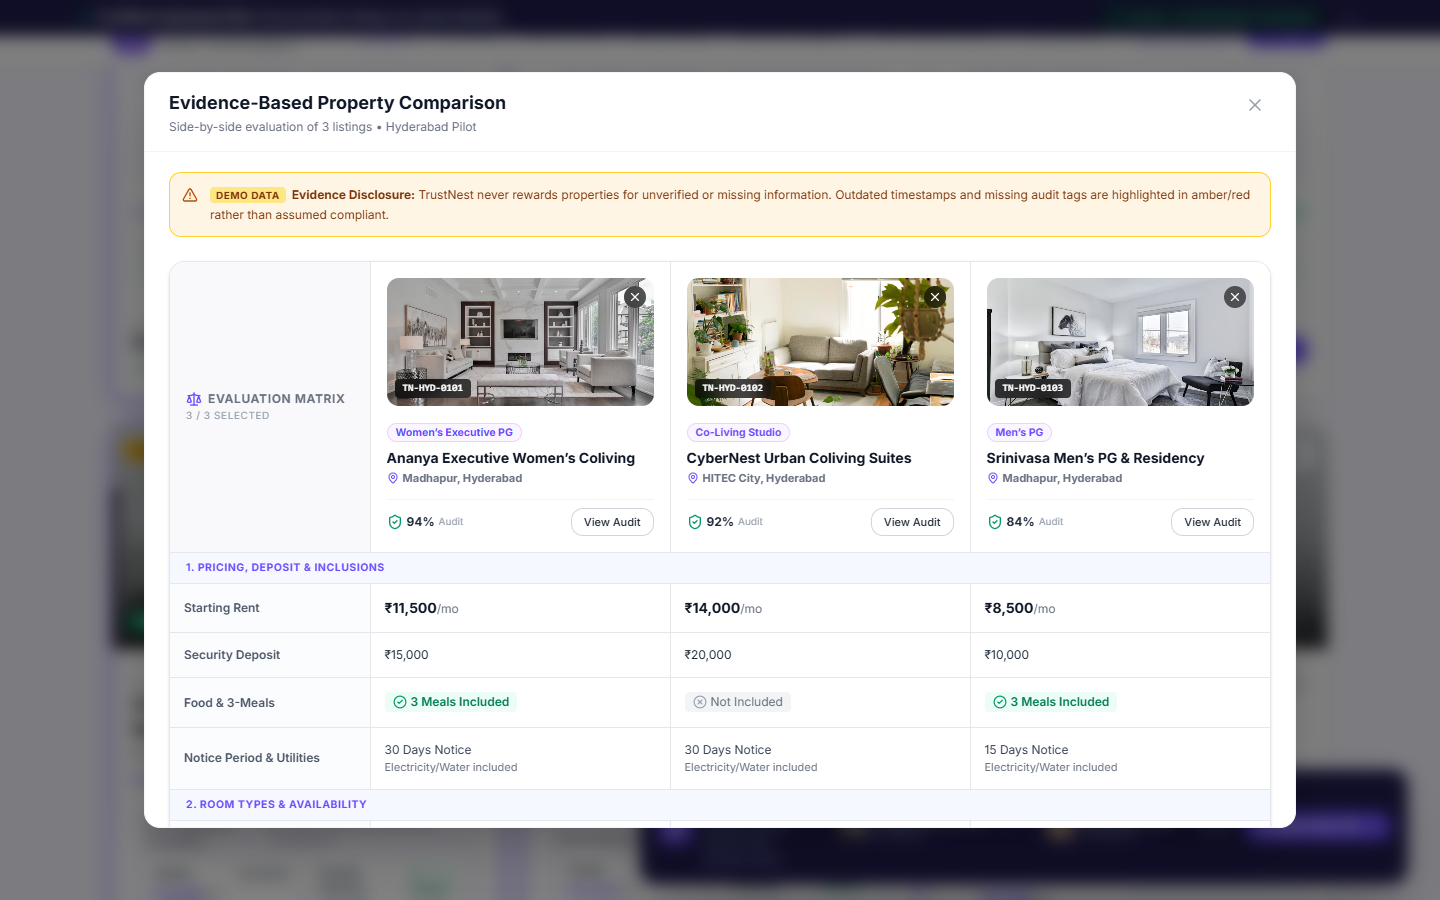 Evidence-Based Property Comparison
Side-by-side evaluation of 3 listings • Hyderabad Pilot
DEMO DATA Evidence Disclosure: TrustNest never rewards properties for unverified or missing information. Outdated timestamps and missing audit tags are highlighted in amber/red
rather than assumed compliant.
EVALUATION MATRIX
3 / 3 SELECTED
TN-HYD-0101
Women’s Executive PG
Ananya Executive Women’s Coliving
Madhapur, Hyderabad
94% Audit
View Audit
TN-HYD-0102
Co-Living Studio
CyberNest Urban Coliving Suites
HITEC City, Hyderabad
92% Audit
View Audit
TN-HYD-0103
Men’s PG
Srinivasa Men’s PG & Residency
Madhapur, Hyderabad
84% Audit
View Audit
1. PRICING, DEPOSIT & INCLUSIONS
Starting Rent
₹11,500/mo
₹14,000/mo
₹8,500/mo
Security Deposit
₹15,000
₹20,000
₹10,000
Food & 3-Meals
3 Meals Included
Not Included
3 Meals Included
Notice Period & Utilities
30 Days Notice
Electricity/Water included
30 Days Notice
Electricity/Water included
15 Days Notice
Electricity/Water included
2. ROOM TYPES & AVAILABILITY